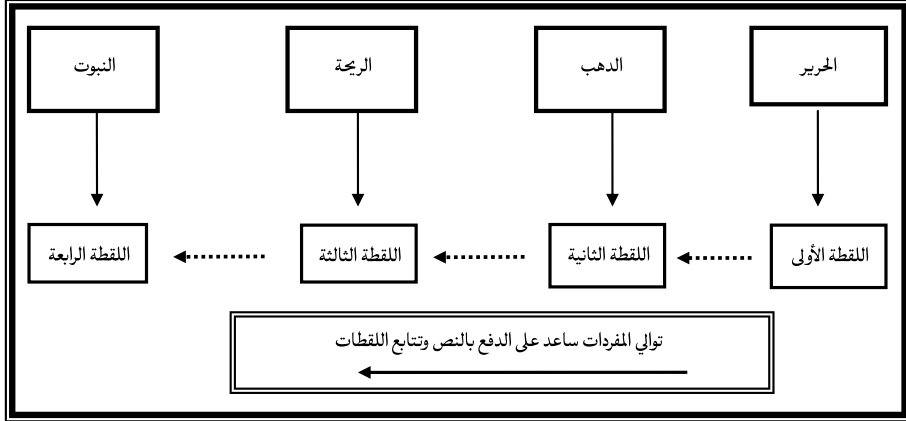 الحرير
الدهب
الريحة
النبوت
اللقطة الأولى
اللقطة الثانية
اللقطة الثالثة
اللقطة الرابعة
توالي المفردات ساعد على الدفع بالنص وتتابع اللقطات